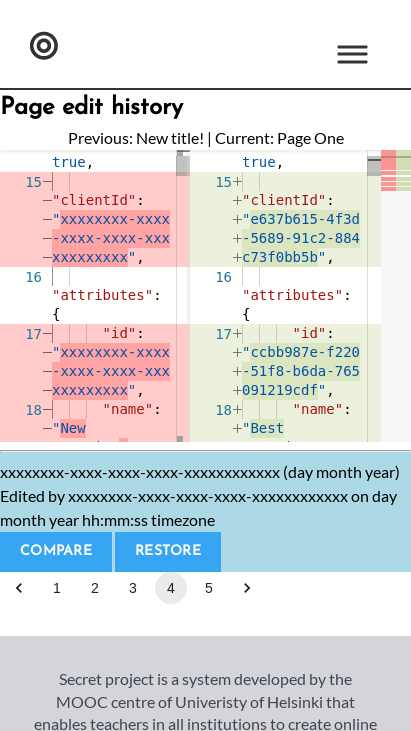 Page edit history
Previous: New title! | Current: Page One
true, true,
15— 15+
—"clientId": +"clientId":
—"xxxxxxxx-xxxx +"e637b615-4f3d
—-xxxx-xxxx-xxx +-5689-91c2-884
—xxxxxxxxx", +c73f0bb5b",
16 16
"attributes": "attributes":
{ {
17— "id": 17+ "id":
—"xxxxxxxx-xxxx +"ccbb987e-f220
—-xxxx-xxxx-xxx +-51f8-b6da-765
—xxxxxxxxx", +091219cdf",
18— "name": 18+ "name":
—"New +"Best
xxxxxxxx-xxxx-xxxx-xxxx-xxxxxxxxxxxx (day month year)
Edited by xxxxxxxx-xxxx-xxxx-xxxx-xxxxxxxxxxxx on day
month year hh:mm:ss timezone
COMPARE RESTORE
1 2 3 4 5
Secret project is a system developed by the
MOOC centre of Univeristy of Helsinki that
enables teachers in all institutions to create online